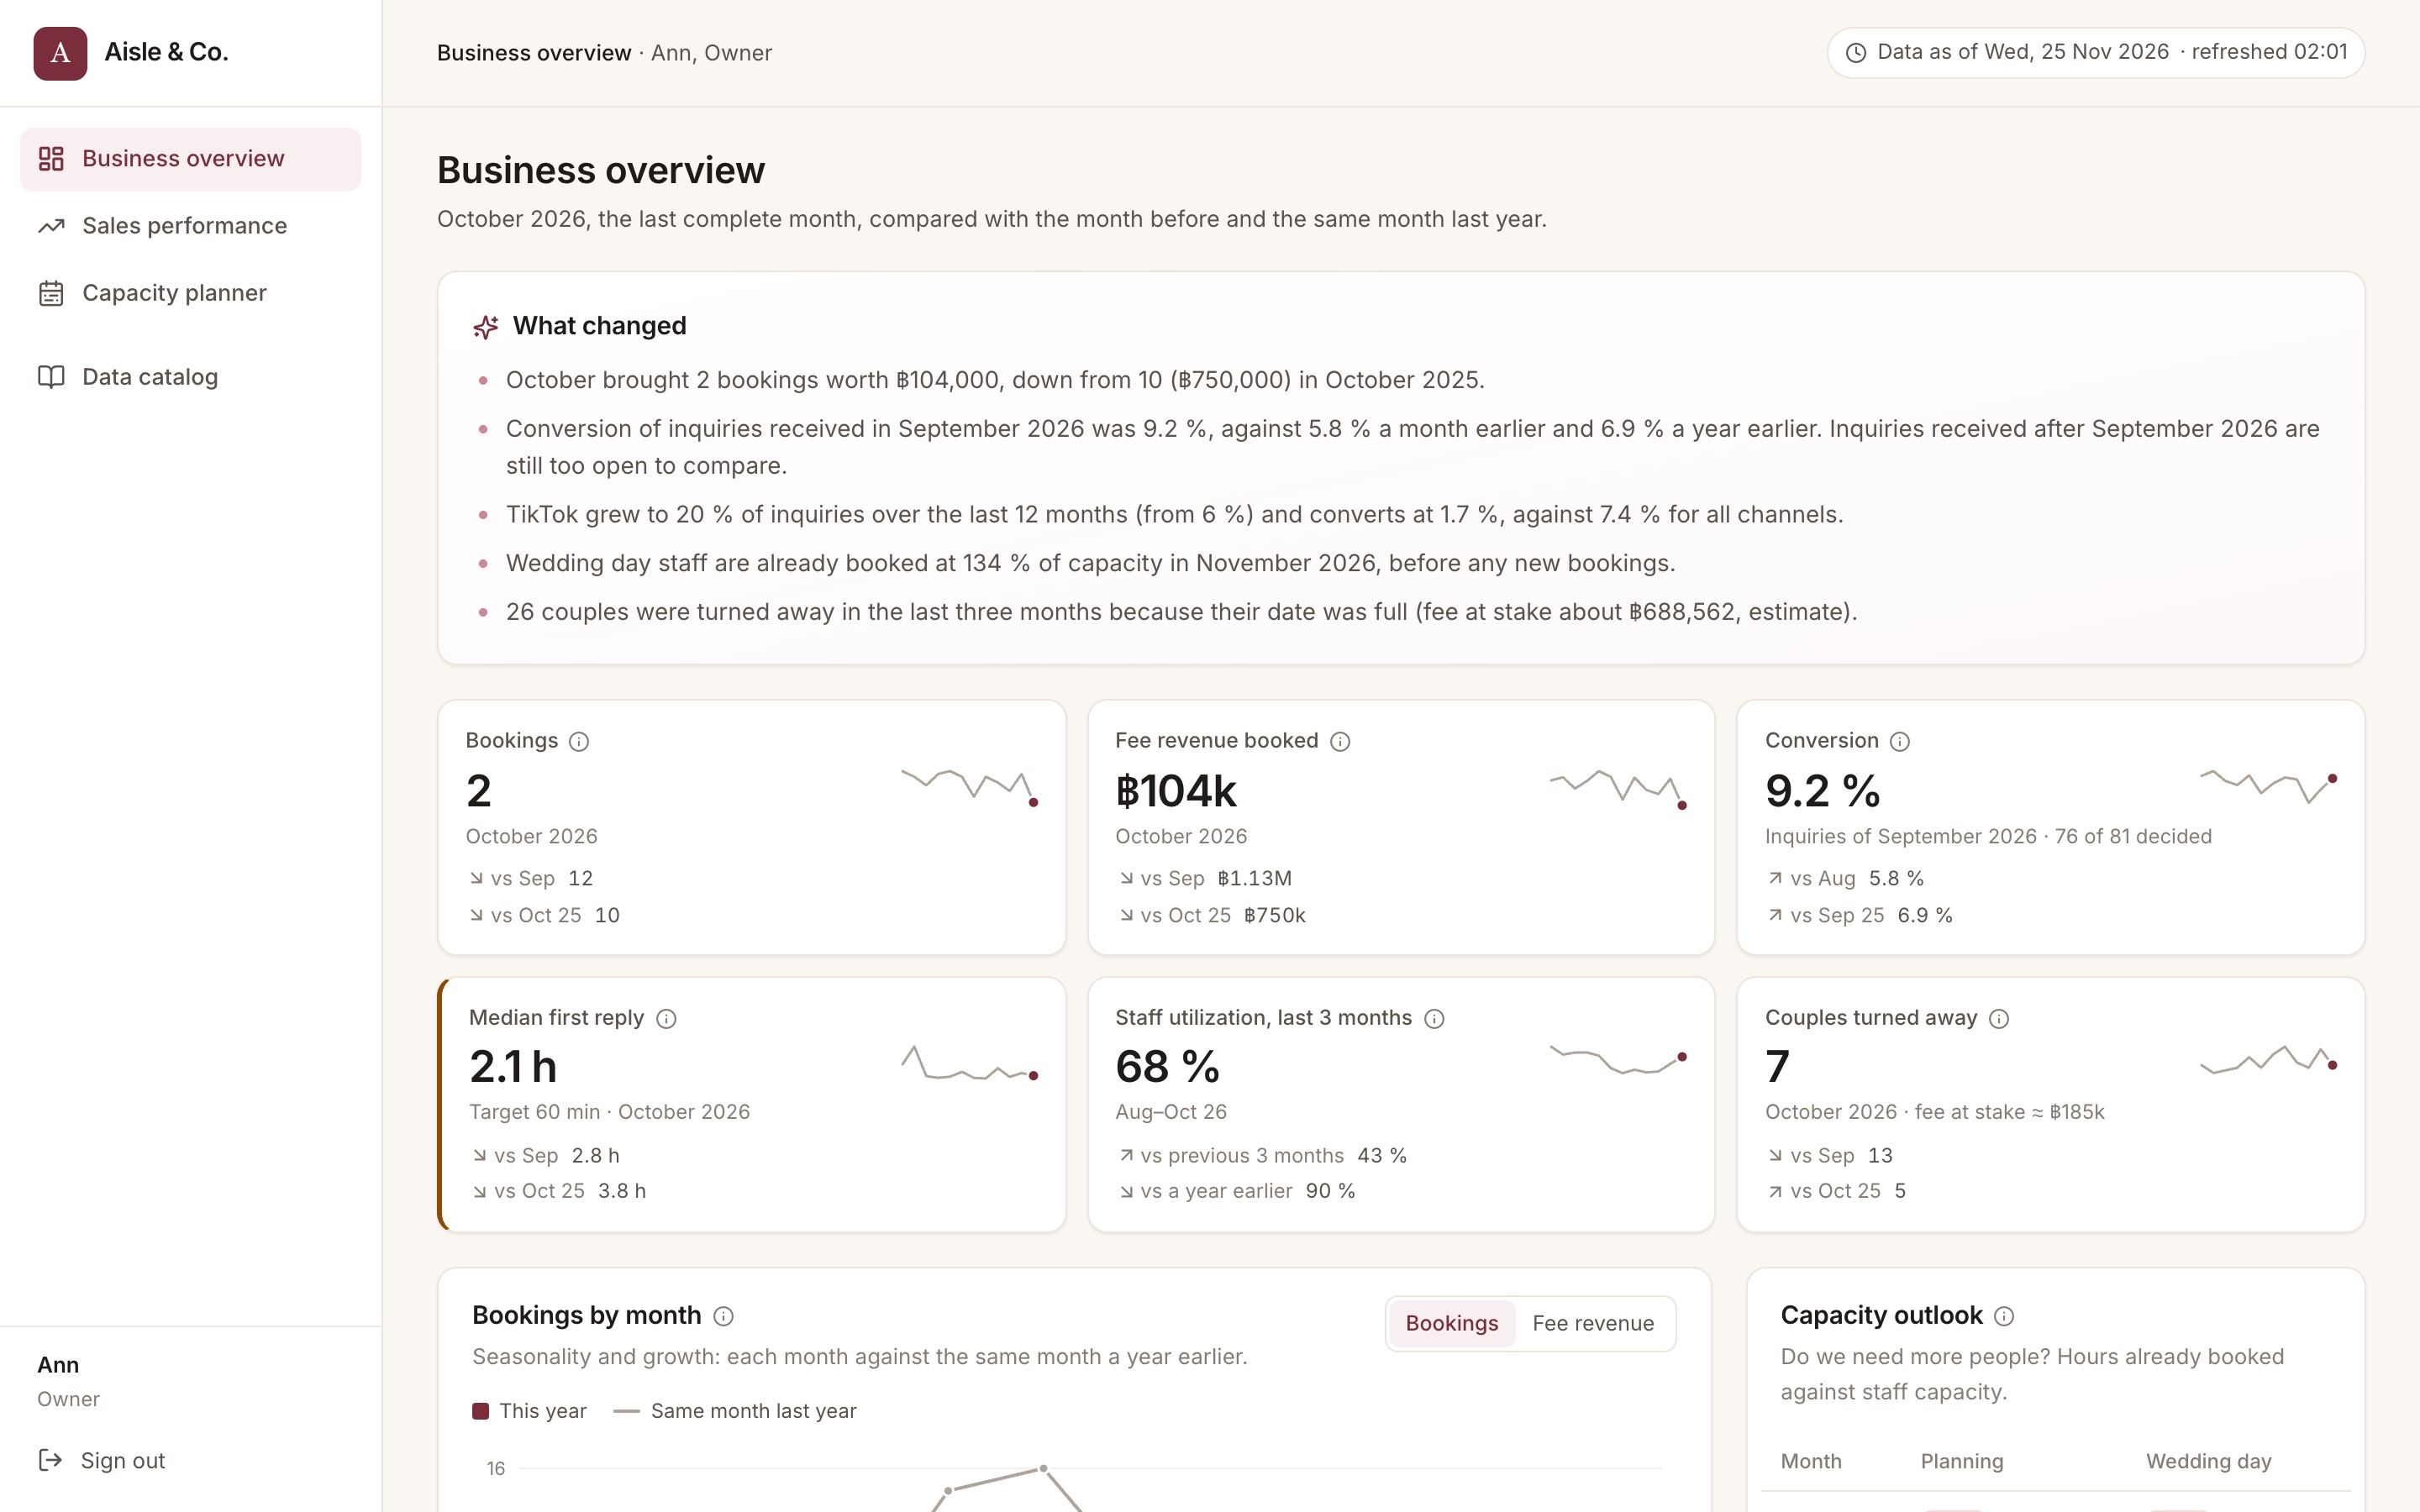 A
Aisle & Co.
Business overview · Ann, Owner
Data as of Wed, 25 Nov 2026 · refreshed 02:01
Business overview
Sales performance
Capacity planner
Data catalog
Ann
Owner
Sign out
Business overview
October 2026, the last complete month, compared with the month before and the same month last year.
What changed
October brought 2 bookings worth ฿104,000, down from 10 (฿750,000) in October 2025.
Conversion of inquiries received in September 2026 was 9.2 %, against 5.8 % a month earlier and 6.9 % a year earlier. Inquiries received after September 2026 are
still too open to compare.
TikTok grew to 20 % of inquiries over the last 12 months (from 6 %) and converts at 1.7 %, against 7.4 % for all channels.
Wedding day staff are already booked at 134 % of capacity in November 2026, before any new bookings.
26 couples were turned away in the last three months because their date was full (fee at stake about ฿688,562, estimate).
Bookings
2
October 2026
vs Sep 12
vs Oct 25 10
Fee revenue booked
฿104k
October 2026
vs Sep ฿1.13M
vs Oct 25 ฿750k
Conversion
9.2 %
Inquiries of September 2026 · 76 of 81 decided
vs Aug 5.8 %
vs Sep 25 6.9 %
Median first reply
2.1 h
Target 60 min · October 2026
vs Sep 2.8 h
vs Oct 25 3.8 h
Staff utilization, last 3 months
68 %
Aug–Oct 26
vs previous 3 months 43 %
vs a year earlier 90 %
Couples turned away
7
October 2026 · fee at stake ≈ ฿185k
vs Sep 13
vs Oct 25 5
Bookings by month
Bookings
Fee revenue
Seasonality and growth: each month against the same month a year earlier.
This year
Same month last year
16
Capacity outlook
Do we need more people? Hours already booked
against staff capacity.
Month Planning Wedding day